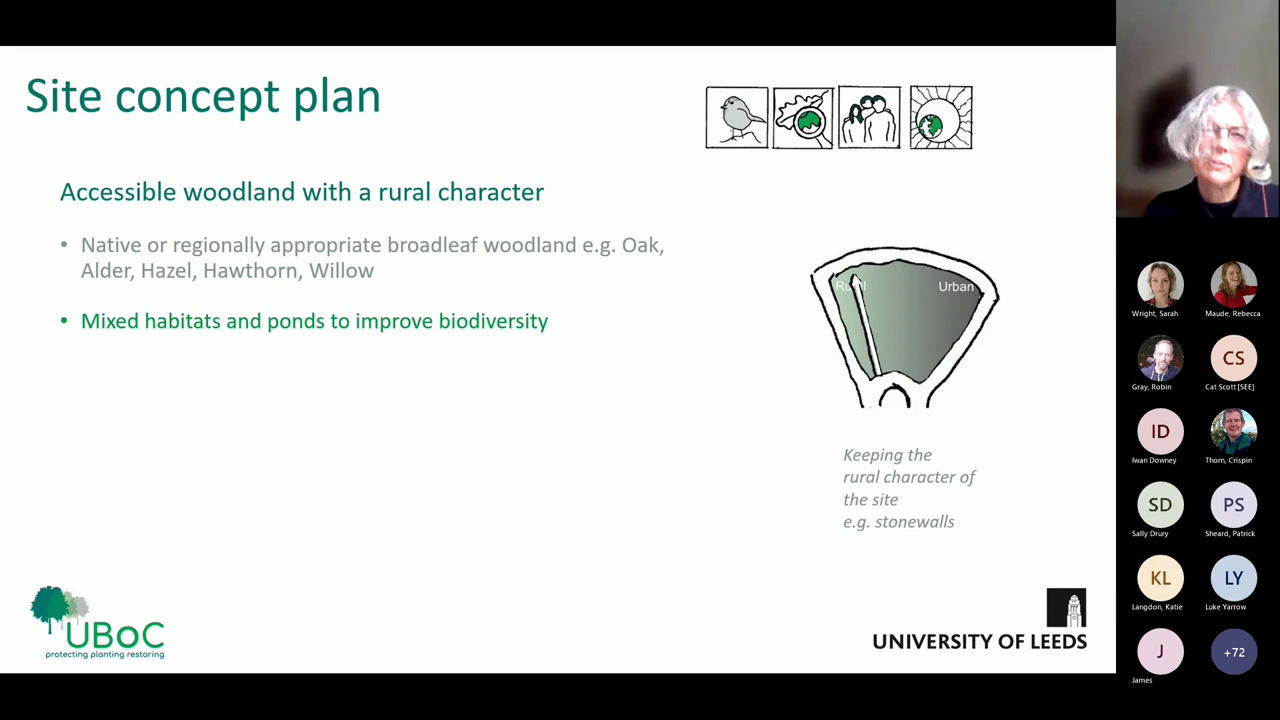 Site concept plan
Accessible woodland with a rural character
• Native or regionally appropriate broadleaf woodland e.g. Oak,
Alder, Hazel, Hawthorn, Willow
• Mixed habitats and ponds to improve biodiversity
Rural
Urban
Keeping the
rural character of
the site
e.g. stonewalls
UBoC
protecting planting restoring
UNIVERSITY OF LEEDS
Wright, Sarah
Maude, Rebecca
Gray, Robin
CS
Cat Scott [SEE]
ID
Iwan Downey
Thorn, Crispin
SD
Sally Drury
PS
Sheard, Patrick
KL
Langdon, Katie
LY
Luke Yarrow
J
James
+72